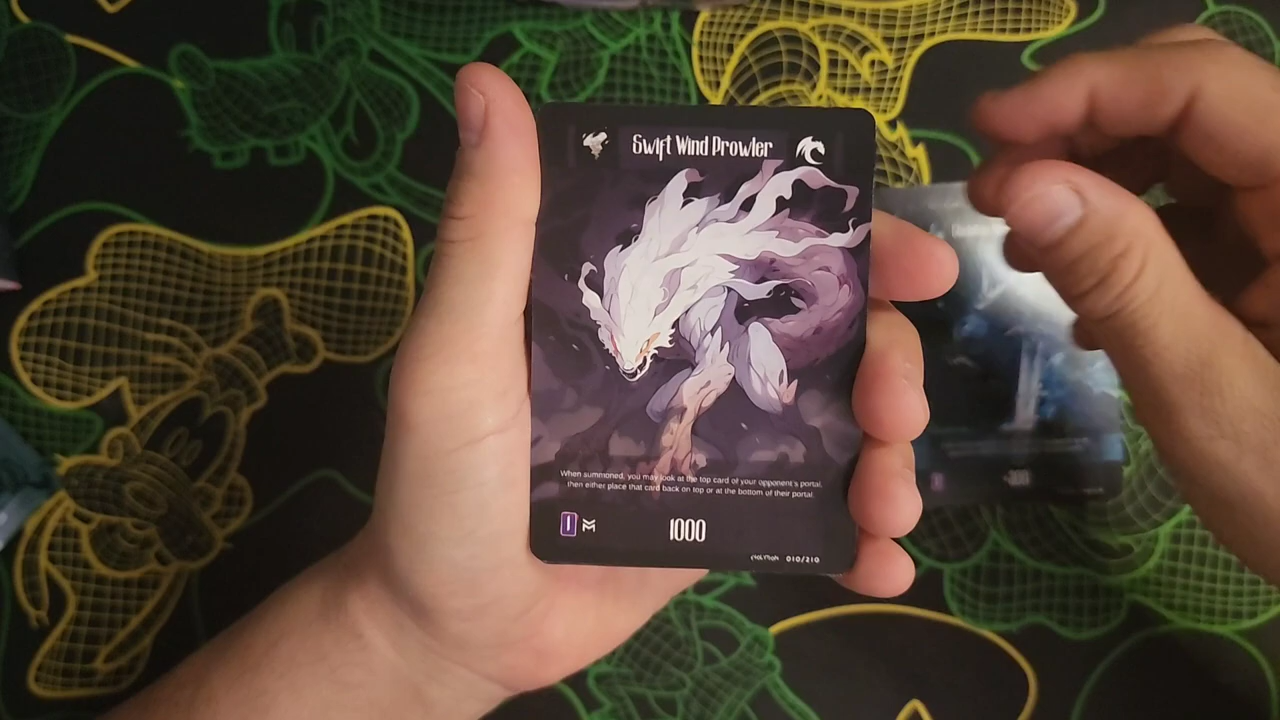 Swift Wind Prowler
When summoned, you may look at the top card of your opponent's portal,
then either place that card back on top or at the bottom of their portal.
1
1000
010/210